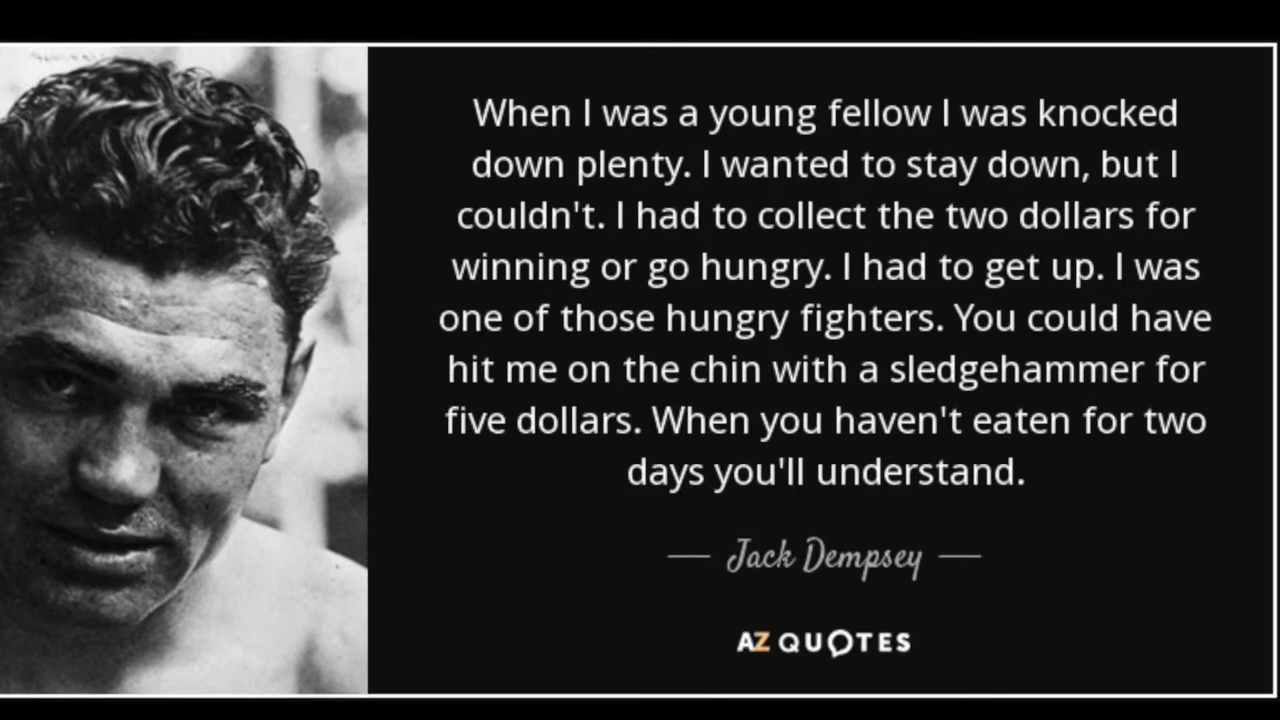 When I was a young fellow I was knocked
down plenty. I wanted to stay down, but I
couldn't. I had to collect the two dollars for
winning or go hungry. I had to get up. I was
one of those hungry fighters. You could have
hit me on the chin with a sledgehammer for
five dollars. When you haven't eaten for two
days you'll understand.
— Jack Dempsey —
AZ QUOTES